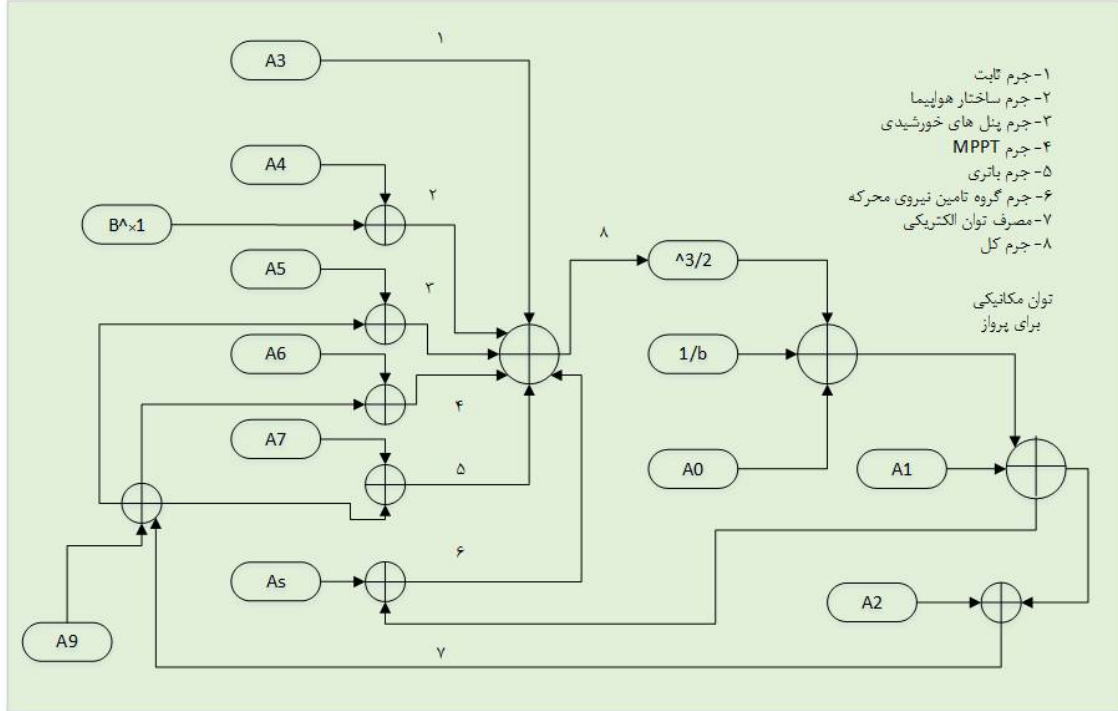 ۱
A3
۱-جرم ثابت
۲-جرم ساختار هواپیما
۳-جرم پنل های خورشیدی
۴-جرم MPPT
۵-جرم باتری
۶-جرم گروه تامین نیروی محرکه
۷-مصرف توان الکتریکی
۸-جرم کل
توان مکانیکی
برای پرواز
A4
۲
B^×1
۸
^3/2
A5
۳
A6
1/b
۴
A7
A0
A1
۵
۶
As
A2
A9
۷